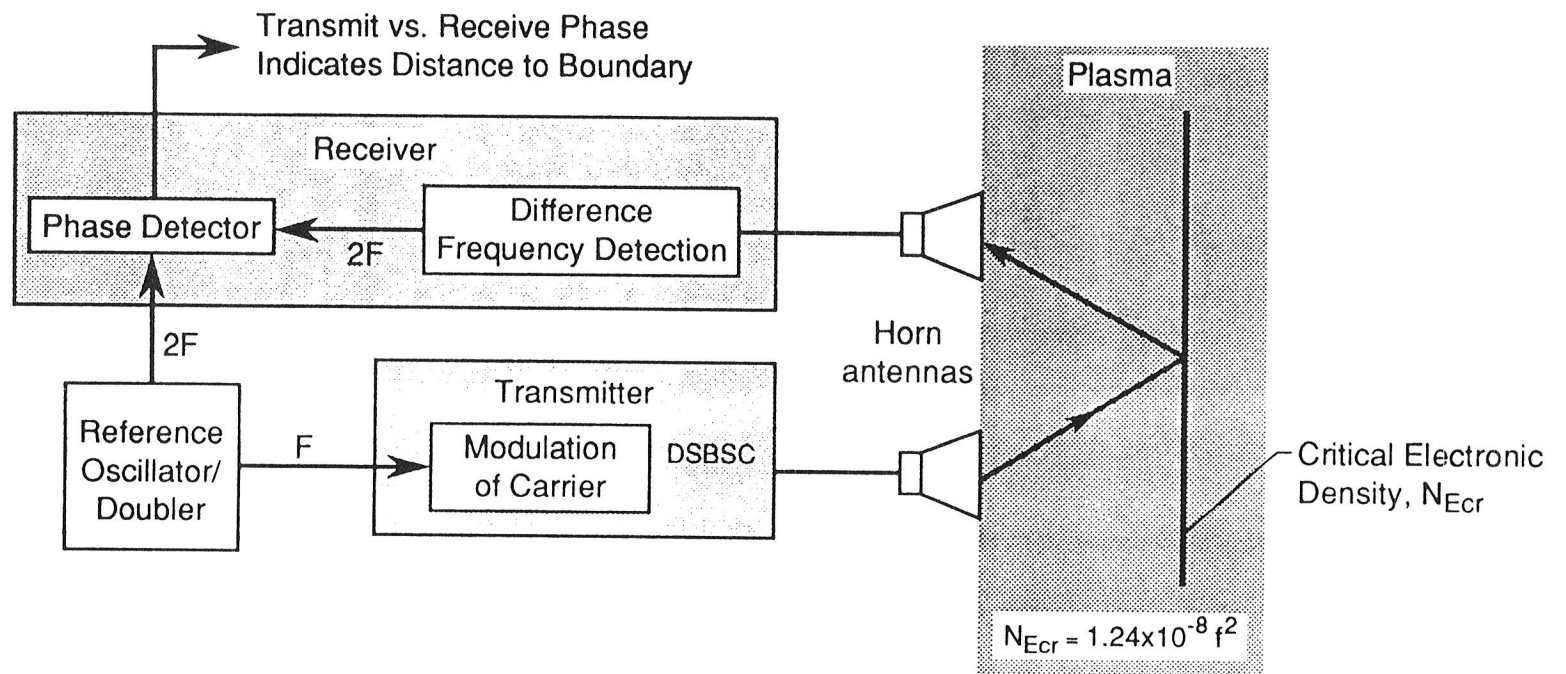 Transmit vs. Receive Phase
Indicates Distance to Boundary
Plasma
Receiver
Phase Detector
2F
Difference
Frequency Detection
2F
Horn
antennas
Reference
Oscillator/
Doubler
F
Transmitter
Modulation
of Carrier
DSBSC
Critical Electronic
Density, N_Ecr
N_Ecr = 1.24x10^-8 f^2